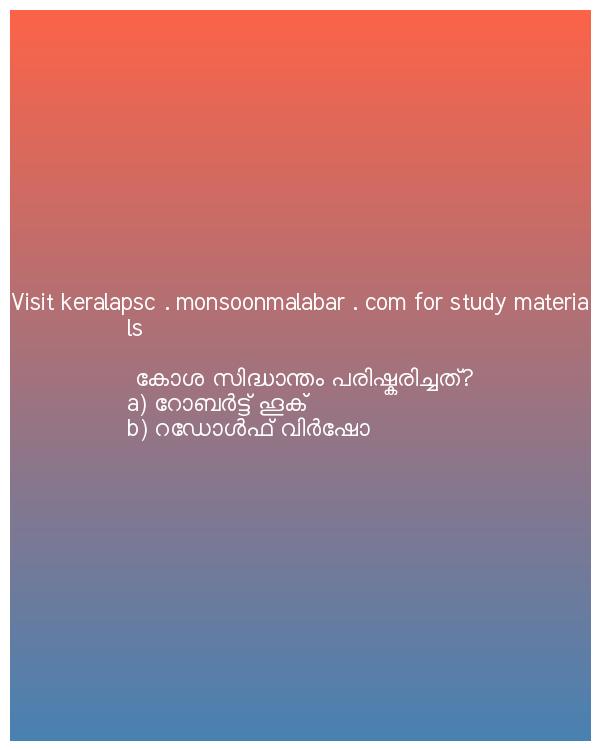 Visit keralapsc . monsoonmalabar . com for study materia
ls
കോശ സിദ്ധാന്തം പരിഷ്കരിച്ചത്?
a) റോബർട്ട് ഹൂക്
b) റഡോൾഫ് വിർഷോ